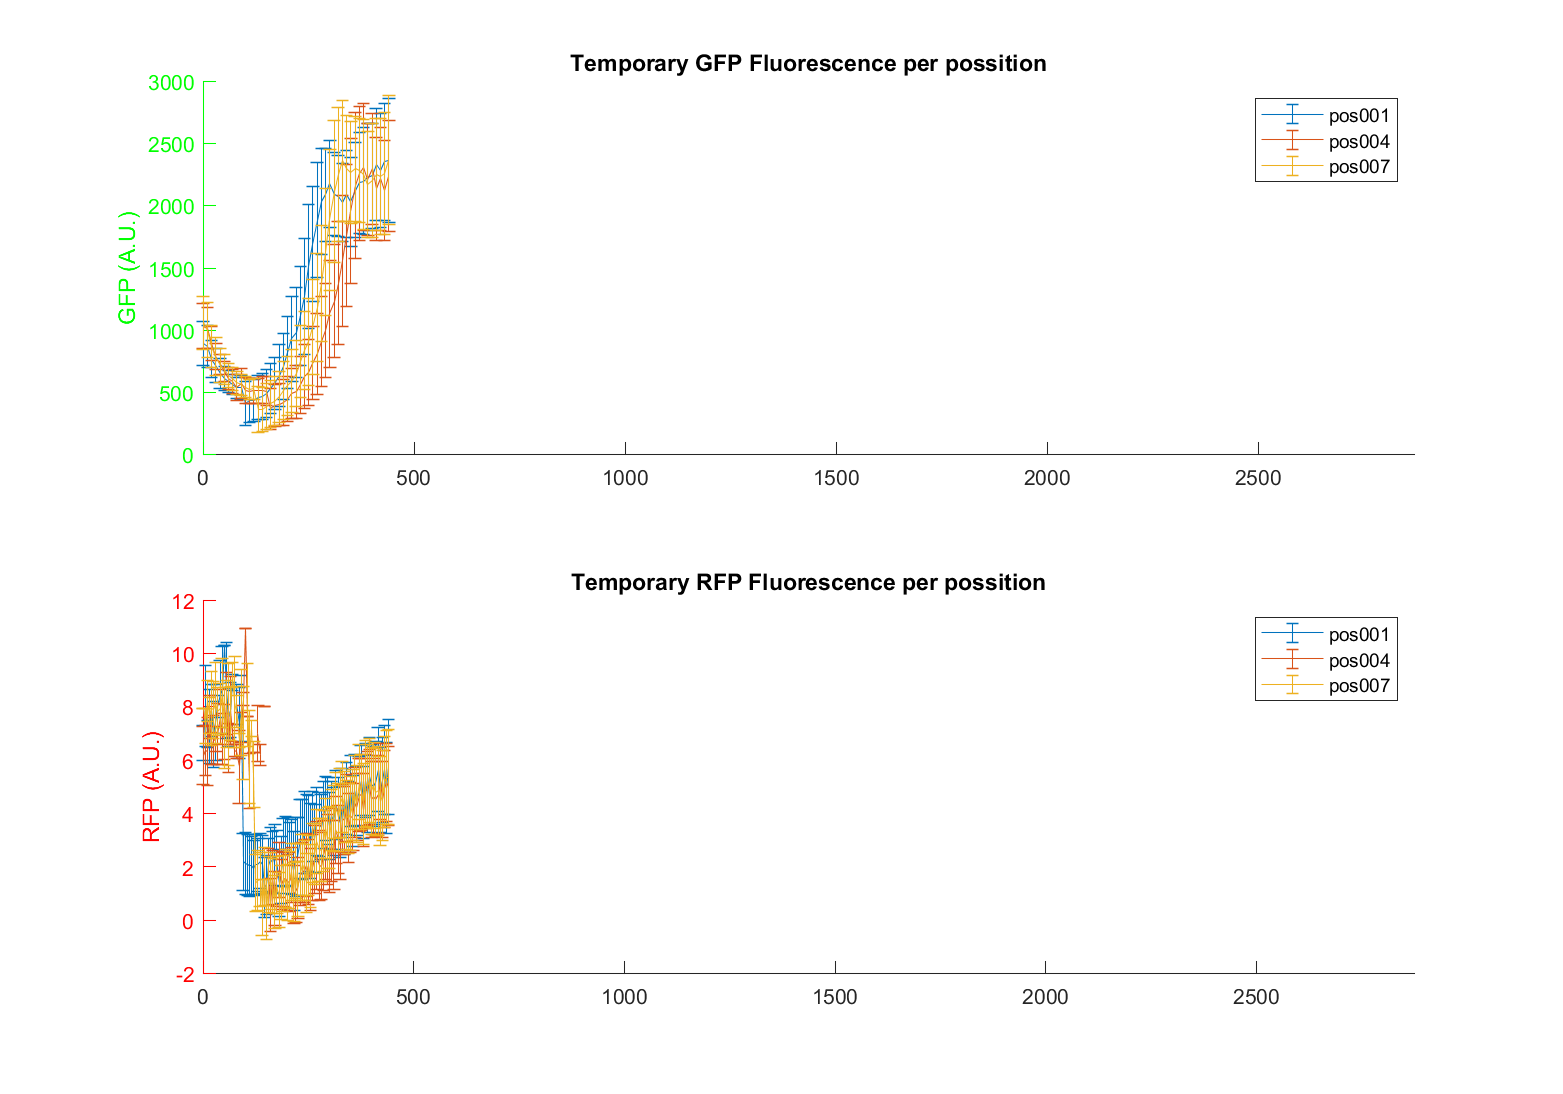 Temporary GFP Fluorescence per possition
3000
2500
2000
1500
1000
500
0
GFP (A.U.)
pos001
pos004
pos007
0 500 1000 1500 2000 2500
Temporary RFP Fluorescence per possition
12
10
8
6
4
2
0
-2
RFP (A.U.)
pos001
pos004
pos007
0 500 1000 1500 2000 2500